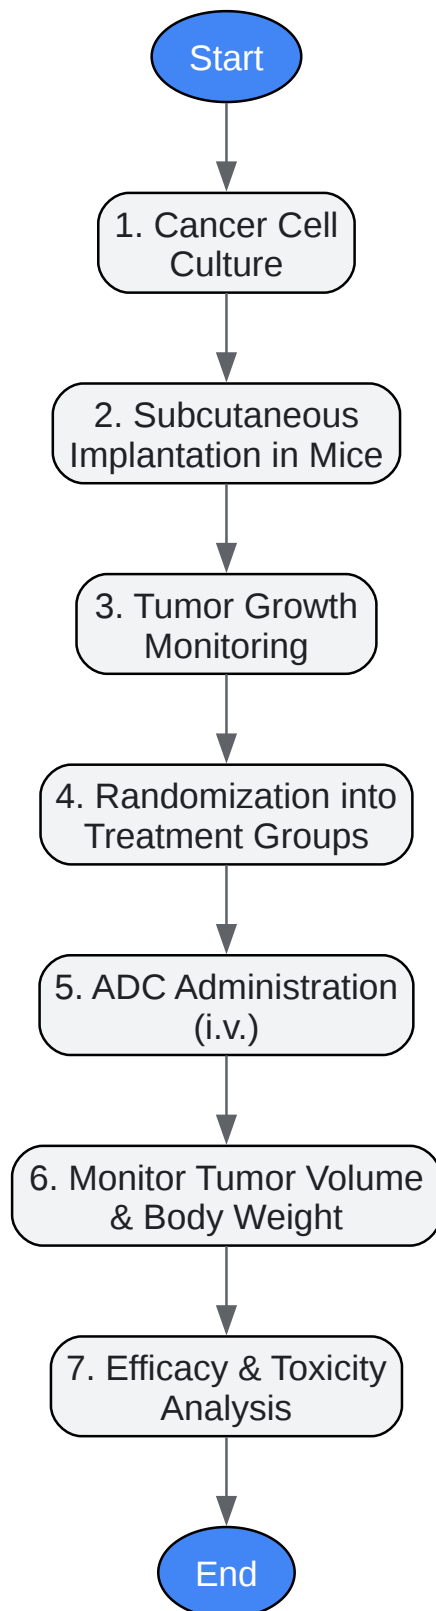 Start
1. Cancer Cell
Culture
2. Subcutaneous
Implantation in Mice
3. Tumor Growth
Monitoring
4. Randomization into
Treatment Groups
5. ADC Administration
(i.v.)
6. Monitor Tumor Volume
& Body Weight
7. Efficacy & Toxicity
Analysis
End